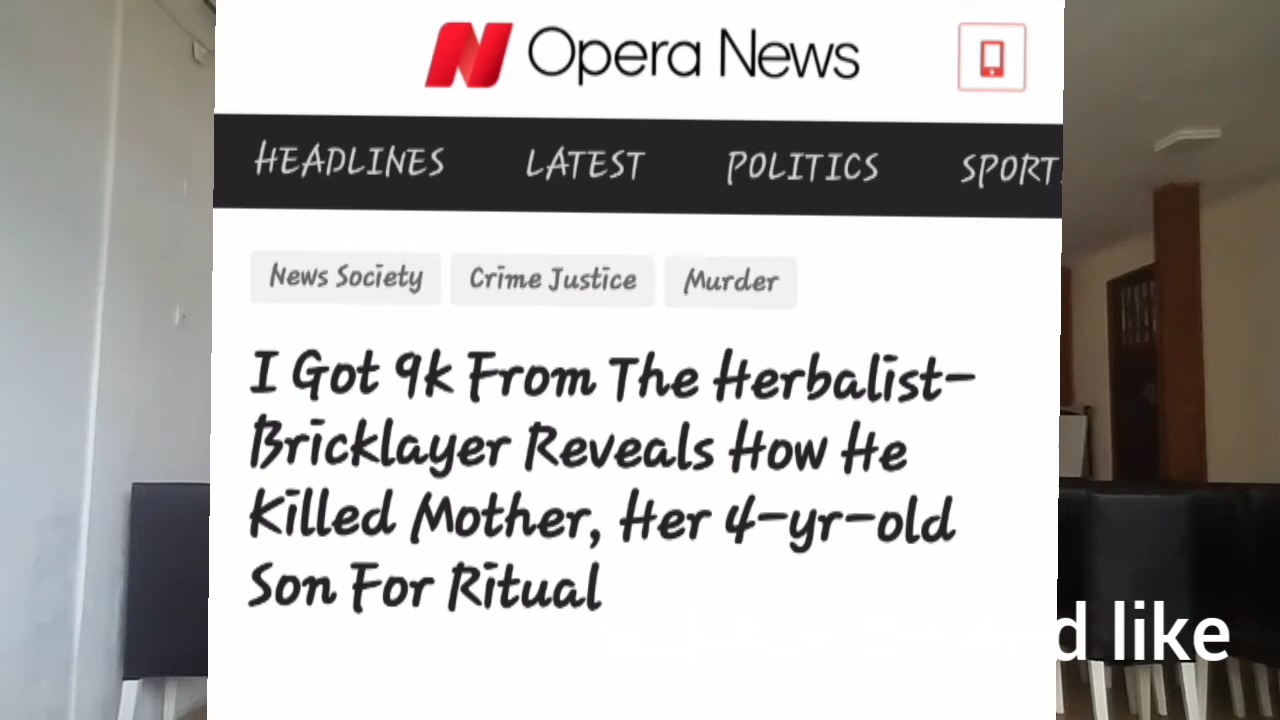 Opera News
HEADLINES LATEST POLITICS SPORT
News Society Crime Justice Murder
I Got 9k From The Herbalist-
Bricklayer Reveals How He
Killed Mother, Her 4-yr-old
Son For Ritual
like